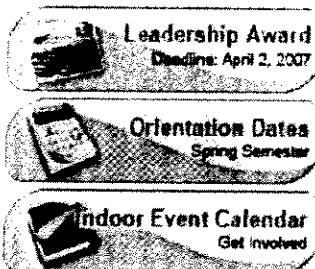 Leadership Award
Deadline: April 2, 2007
Orientation Dates
Spring Semester
Indoor Event Calendar
Get Involved